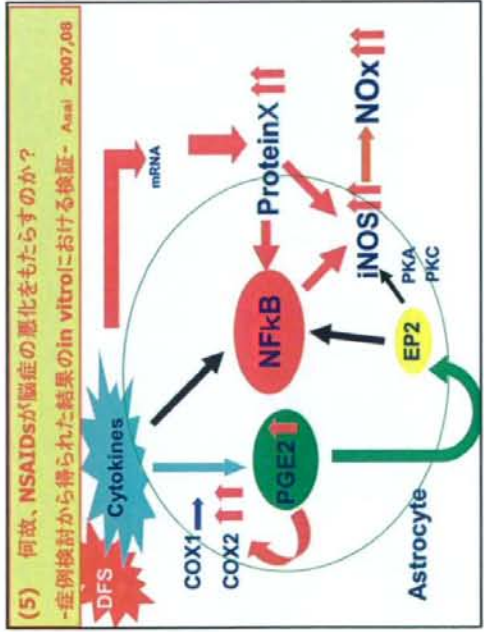 (5) 何故、NSAIDsが脳症の悪化をもたらすのか？
-症例検討から得られた結果のin vitroにおける検証- Asai 2007,08
DFS
Cytokines
mRNA
COX1
COX2
PGE2
NFκB
ProteinX
iNOS
NOx
EP2
PKA
PKC
Astrocyte